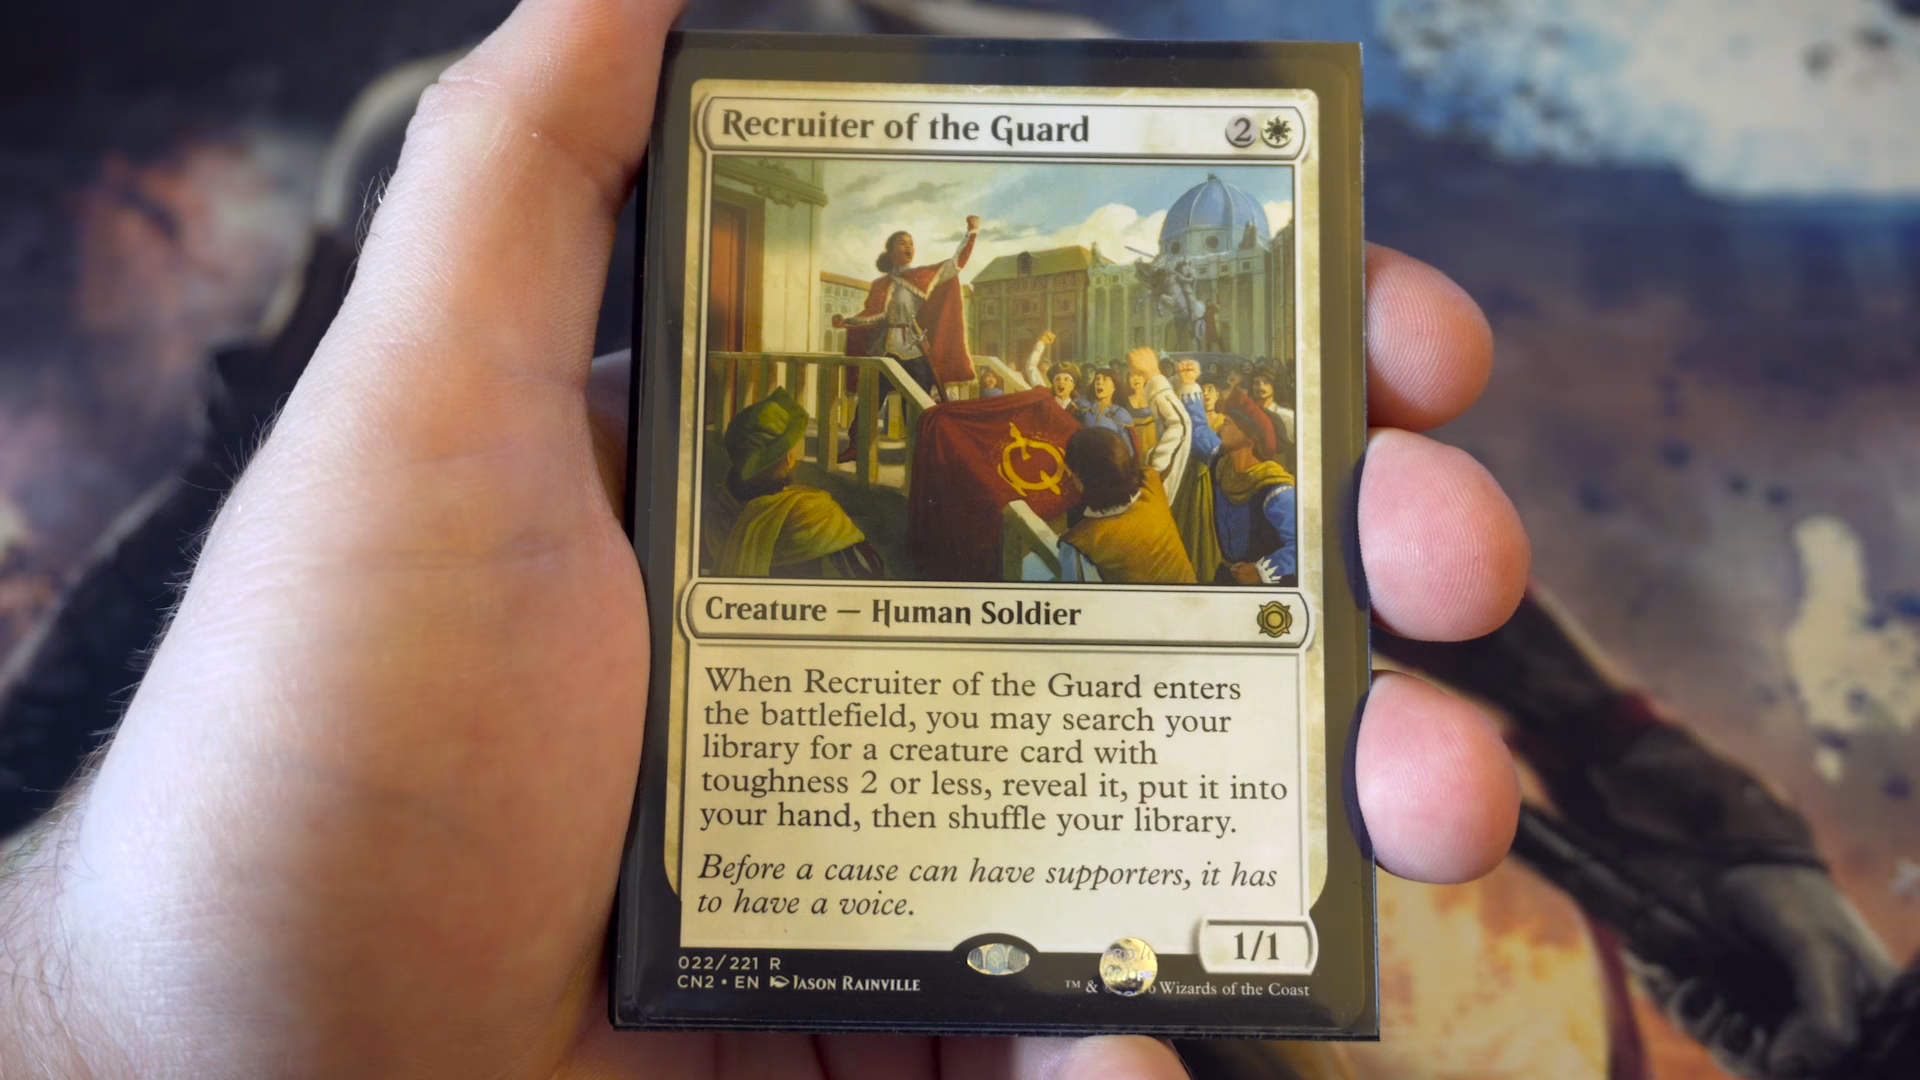 Recruiter of the Guard 2
Creature — Human Soldier
When Recruiter of the Guard enters
the battlefield, you may search your
library for a creature card with
toughness 2 or less, reveal it, put it into
your hand, then shuffle your library.
Before a cause can have supporters, it has
to have a voice.
1/1
022/221 R
CN2 • EN Jason Rainville
™ & Wizards of the Coast